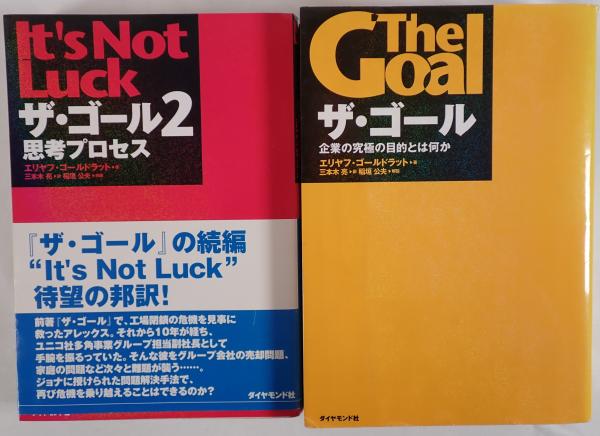 It's Not
Luck
ザ・ゴール2
思考プロセス
エリヤフ・ゴールドラット・著
三本木 亮・訳 稲垣 公夫・解説
『ザ・ゴール』の続編
“It's Not Luck”
待望の邦訳!
前著『ザ・ゴール』で、工場閉鎖の危機を見事に
救ったアレックス。それから10年が経ち、
ユニコ社多角事業グループ担当副社長として
手腕を振るっていた。そんな彼をグループ会社の売却問題、
家庭の問題など次々と難題が襲う……。
ジョナに授けられた問題解決手法で、
再び危機を乗り越えることはできるのか?
The
Goal
ザ・ゴール
企業の究極の目的とは何か
エリヤフ・ゴールドラット・著
三本木 亮・訳 稲垣 公夫・解説
ダイヤモンド社